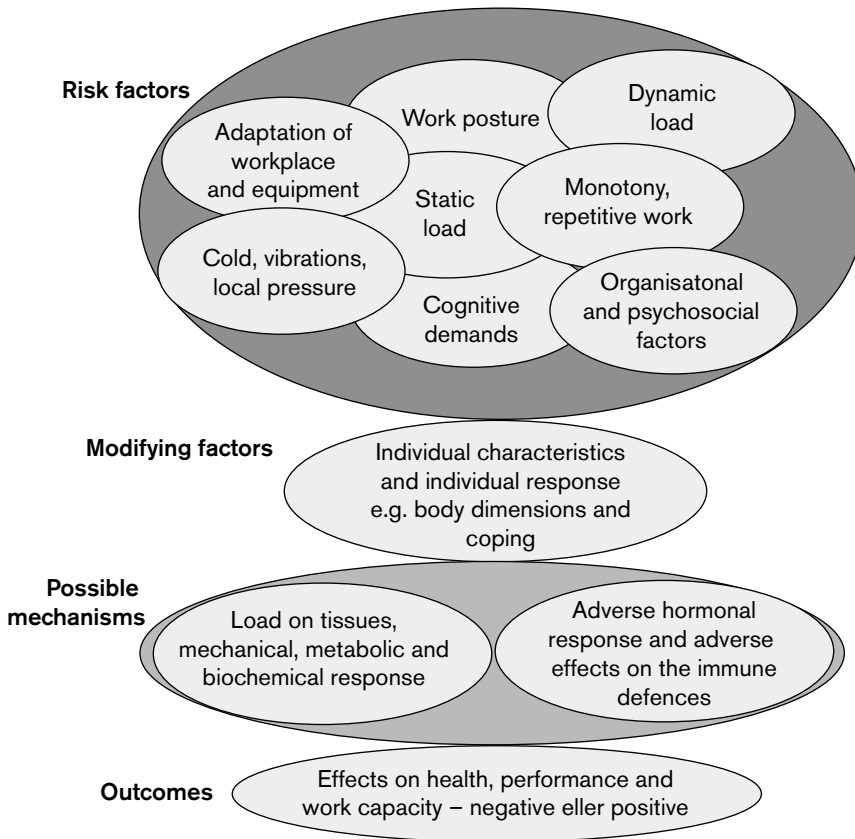 Risk factors
Work posture
Dynamic
load
Adaptation of
workplace
and equipment
Static
load
Monotony,
repetitive work
Cold, vibrations,
local pressure
Cognitive
demands
Organisatonal
and psychosocial
factors
Modifying factors
Individual characteristics
and individual response
e.g. body dimensions and
coping
Possible
mechanisms
Load on tissues,
mechanical, metabolic and
biochemical response
Adverse hormonal
response and adverse
effects on the immune
defences
Outcomes
Effects on health, performance and
work capacity – negative eller positive